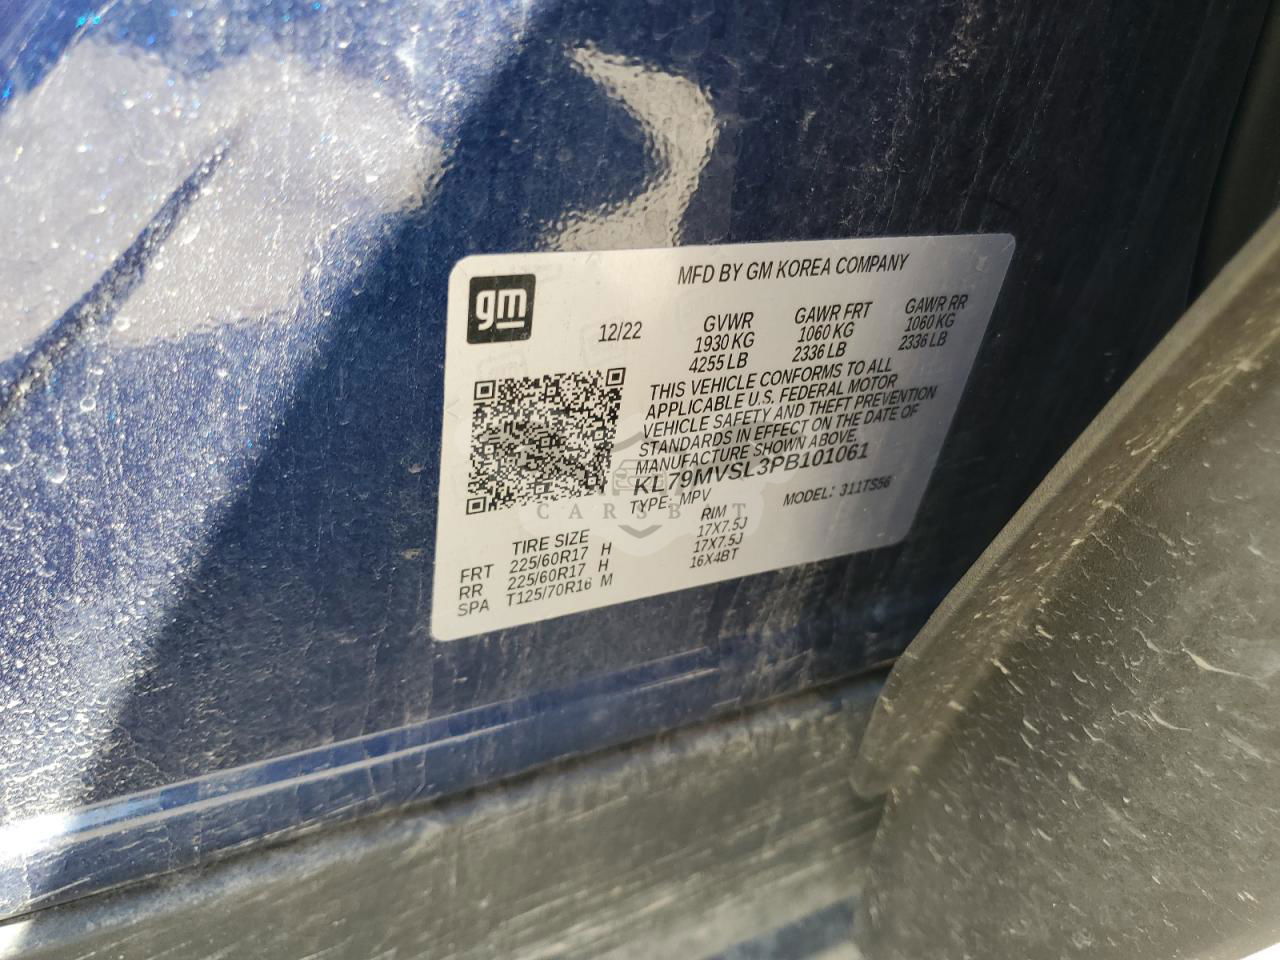 gm
MFD BY GM KOREA COMPANY
12/22
GVWR
1930 KG
4255 LB
GAWR FRT
1060 KG
2336 LB
GAWR RR
1060 KG
2336 LB
THIS VEHICLE CONFORMS TO ALL
APPLICABLE U.S. FEDERAL MOTOR
VEHICLE SAFETY AND THEFT PREVENTION
STANDARDS IN EFFECT ON THE DATE OF
MANUFACTURE SHOWN ABOVE.
KL79MVSL3PB101061
TYPE: MPV MODEL: 311TS56
CARSBIT
TIRE SIZE RIM
FRT 225/60R17 H 17X7.5J
RR 225/60R17 H 17X7.5J
SPA T125/70R16 M 16X4BT